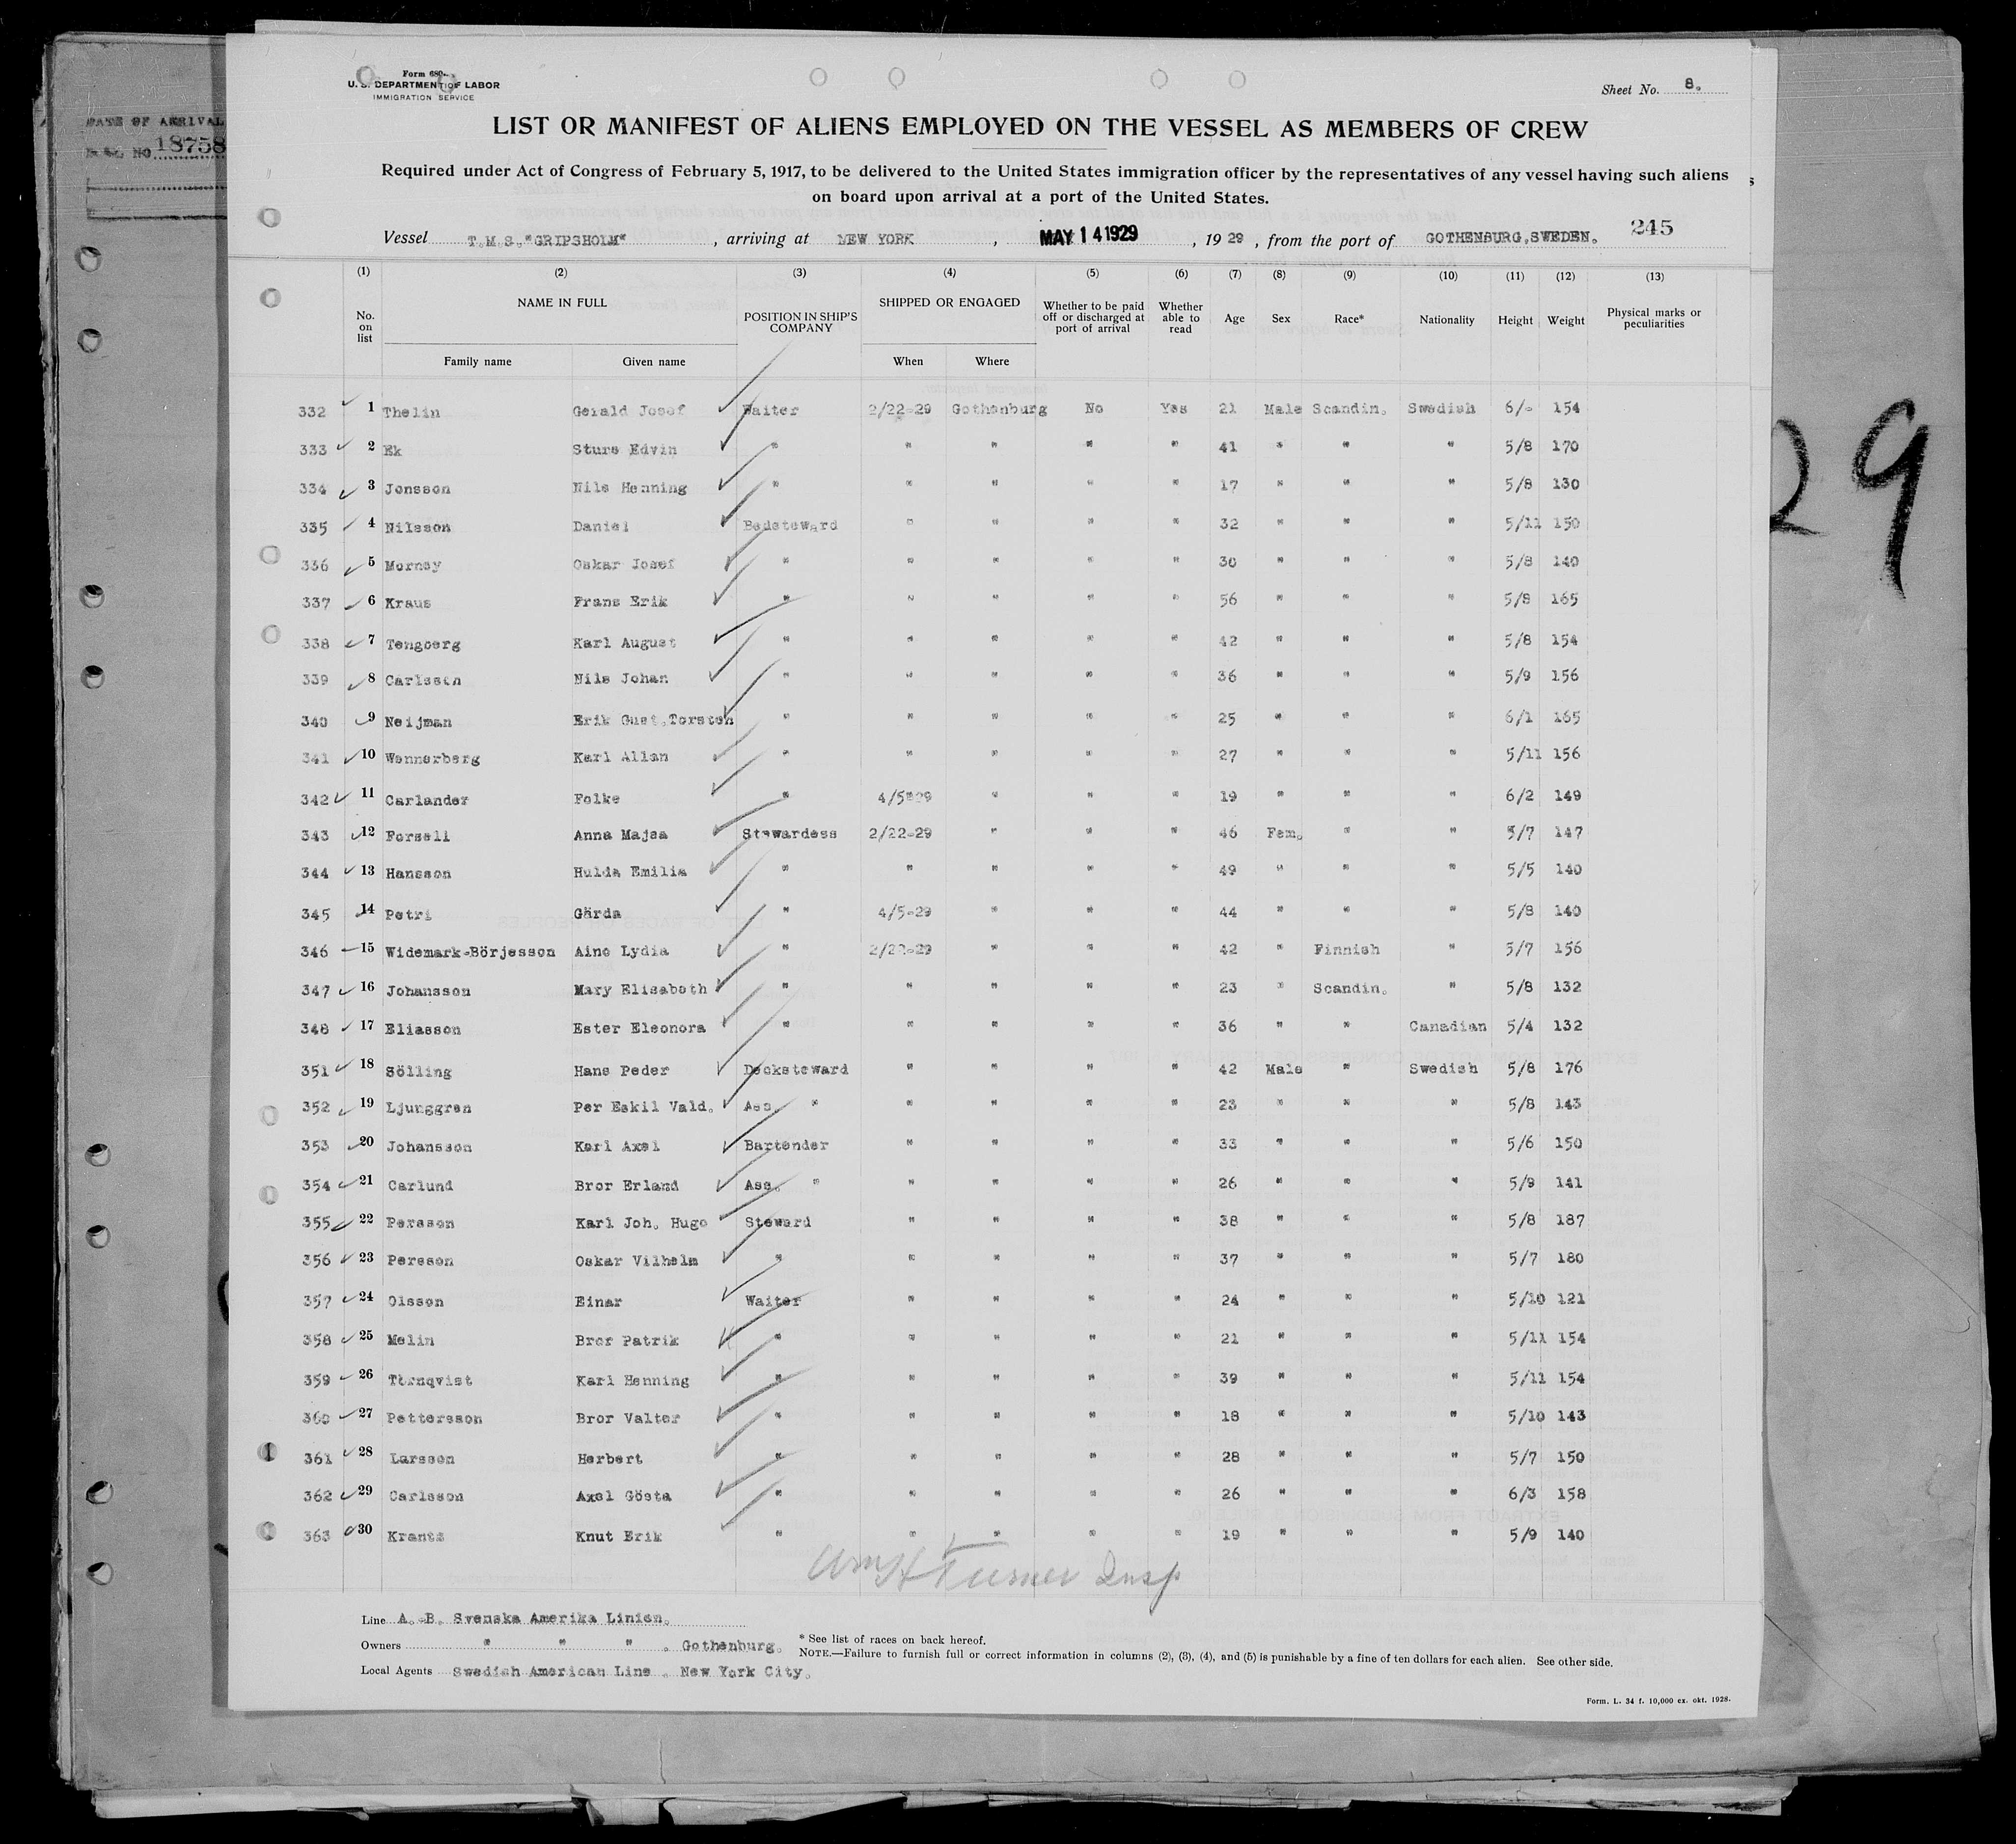 DATE OF ARRIVAL
NO 18758
29
Form 680
U. S. DEPARTMENT OF LABOR
IMMIGRATION SERVICE
Sheet No. 8.
LIST OR MANIFEST OF ALIENS EMPLOYED ON THE VESSEL AS MEMBERS OF CREW
Required under Act of Congress of February 5, 1917, to be delivered to the United States immigration officer by the representatives of any vessel having such aliens
on board upon arrival at a port of the United States.
245
Vessel T.M.S."GRIPSHOLM" , arriving at NEW YORK , MAY 14 1929 , 19 29 , from the port of GOTHENBURG,SWEDEN.
(1) (2) (3) (4) (5) (6) (7) (8) (9) (10) (11) (12) (13)
No. on list NAME IN FULL POSITION IN SHIP'S COMPANY SHIPPED OR ENGAGED Whether to be paid off or discharged at port of arrival Whether able to read Age Sex Race* Nationality Height Weight Physical marks or peculiarities
Family name Given name When Where
332 1 Thelin Gerald Josef Waiter 2/22-29 Gothenburg No Yes 21 Male Scandin. Swedish 6/- 154
333 2 Ek Sture Edvin " " " " " 41 " " " 5/8 170
334 3 Jonsson Nils Henning " " " " " 17 " " " 5/8 130
335 4 Nilsson Daniel Bedsteward " " " " 32 " " " 5/11 150
336 5 Morney Oskar Josef " " " " " 30 " " " 5/8 140
337 6 Kraus Frans Erik " " " " " 56 " " " 5/8 165
338 7 Tengberg Karl August " " " " " 42 " " " 5/8 154
339 8 Carlsson Nils Johan " " " " " 36 " " " 5/9 156
340 9 Neijman Erik Gust.Torsten " " " " " 25 " " " 6/1 165
341 10 Wennerberg Karl Allan " " " " " 27 " " " 5/11 156
342 11 Carlander Folke " 4/5-29 " " " 19 " " " 6/2 149
343 12 Forsell Anna Majsa Stewardess 2/22-29 " " " 46 Fem. " " 5/7 147
344 13 Hansson Hulda Emilia " " " " " 49 " " " 5/5 140
345 14 Petri Gärda " 4/5-29 " " " 44 " " " 5/8 140
346 15 Widemark-Börjesson Aino Lydia " 2/22-29 " " " 42 " Finnish " 5/7 156
347 16 Johansson Mary Elisabeth " " " " " 23 " Scandin. " 5/8 132
348 17 Eliasson Ester Eleonora " " " " " 36 " " Canadian 5/4 132
351 18 Sölling Hans Peder Decksteward " " " " 42 Male " Swedish 5/8 176
352 19 Ljunggren Per Eskil Vald. Ass. " " " " " 23 " " " 5/8 143
353 20 Johansson Karl Axel Bartender " " " " 33 " " " 5/6 150
354 21 Carlund Bror Erland Ass. " " " " " 26 " " " 5/9 141
355 22 Persson Karl Joh. Hugo Steward " " " " 38 " " " 5/8 187
356 23 Persson Oskar Vilhelm " " " " " 37 " " " 5/7 180
357 24 Olsson Einar Waiter " " " " 24 " " " 5/10 121
358 25 Melin Bror Patrik " " " " " 21 " " " 5/11 154
359 26 Törnqvist Karl Henning " " " " " 39 " " " 5/11 154
360 27 Pettersson Bror Valter " " " " " 18 " " " 5/10 143
361 28 Larsson Herbert " " " " " 28 " " " 5/7 150
362 29 Carlsson Axel Gösta " " " " " 26 " " " 6/3 158
363 30 Krantz Knut Erik " " " " " 19 " " " 5/9 140
Wm H Turner Insp
Line A.-B. Svenska Amerika Linien.
Owners " " " . Gothenburg.
Local Agents Swedish American Line . New York City.
* See list of races on back hereof.
NOTE.—Failure to furnish full or correct information in columns (2), (3), (4), and (5) is punishable by a fine of ten dollars for each alien. See other side.
Form. L. 34 f. 10,000 ex. okt. 1928.